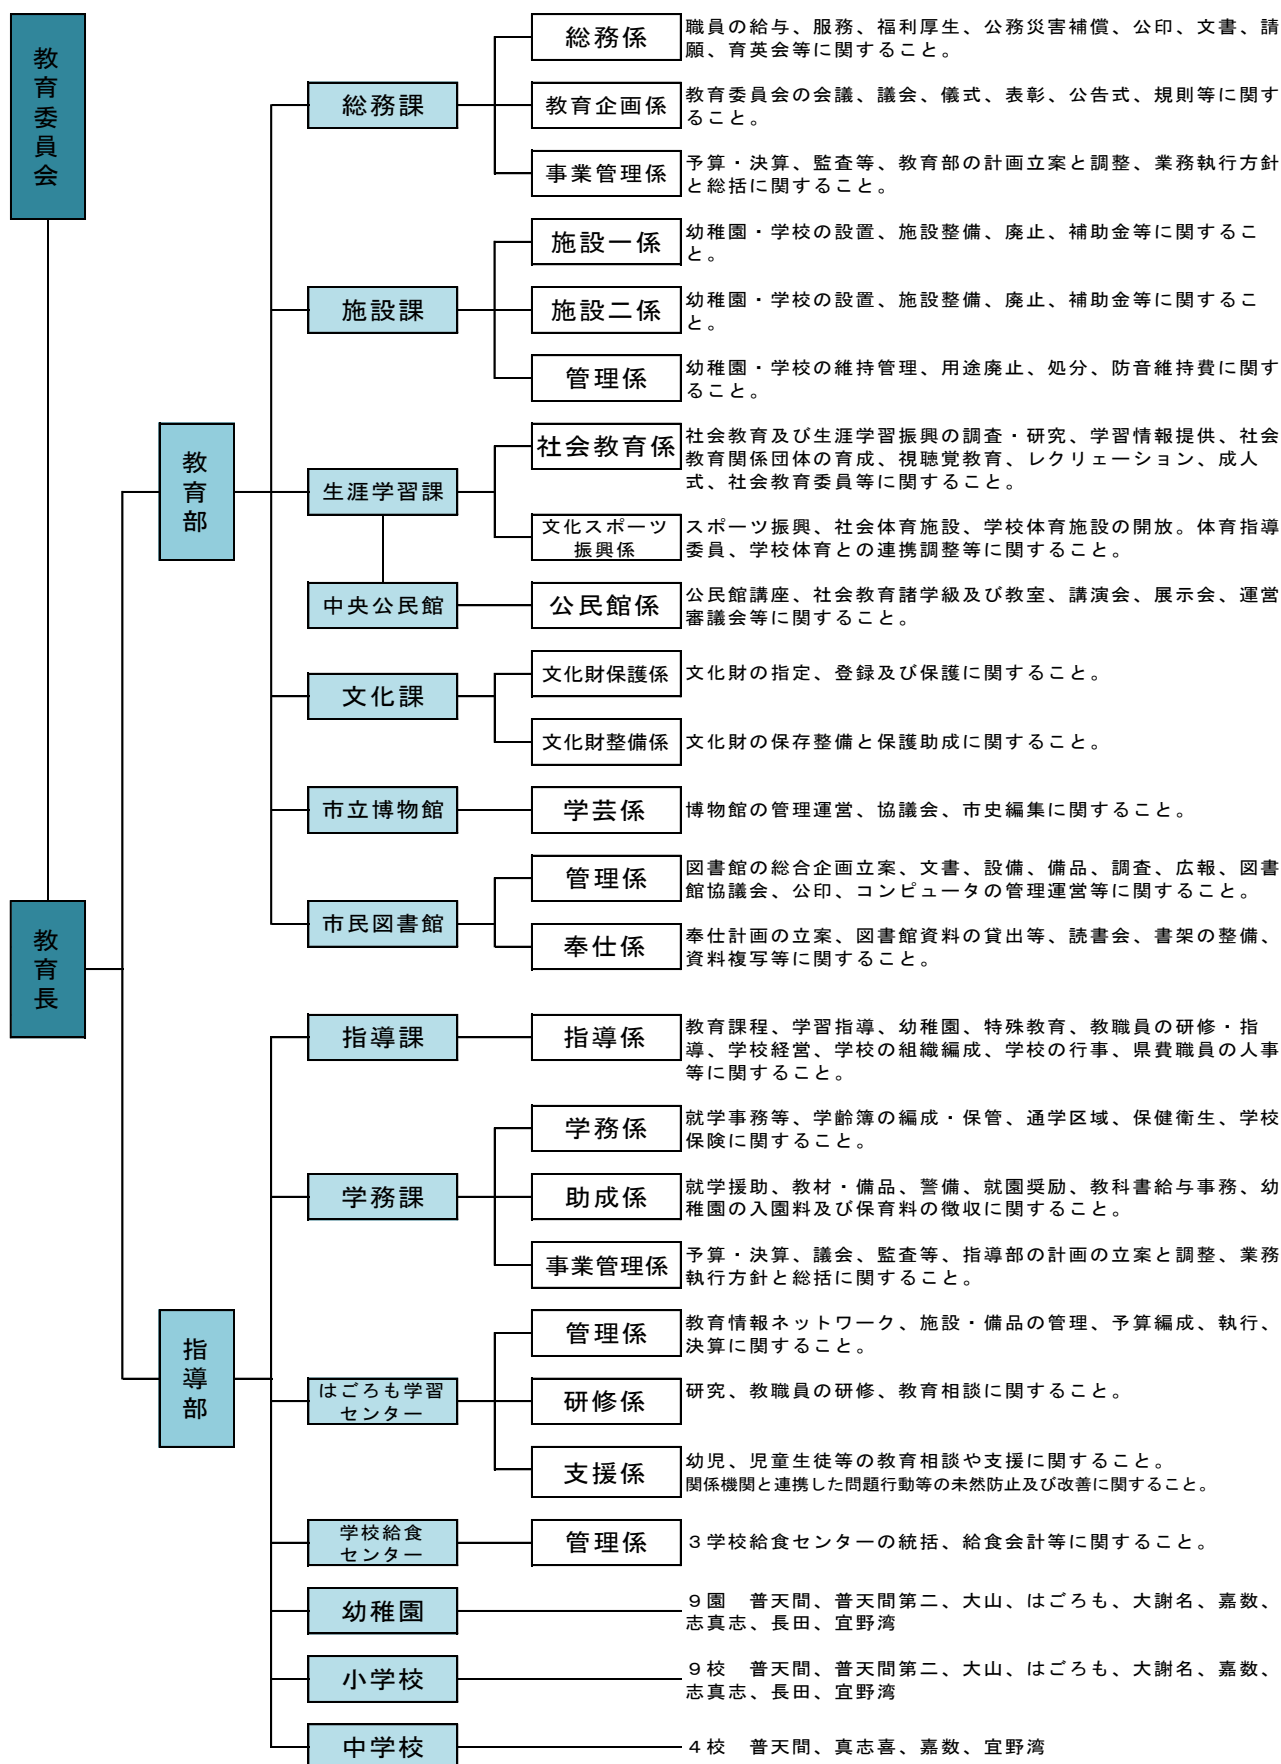 教育委員会
教育長
教育部
総務課
総務係
職員の給与、服務、福利厚生、公務災害補償、公印、文書、請
願、育英会等に関すること。
教育企画係
教育委員会の会議、議会、儀式、表彰、公告式、規則等に関す
ること。
事業管理係
予算・決算、監査等、教育部の計画立案と調整、業務執行方針
と総括に関すること。
施設課
施設一係
幼稚園・学校の設置、施設整備、廃止、補助金等に関するこ
と。
施設二係
幼稚園・学校の設置、施設整備、廃止、補助金等に関するこ
と。
管理係
幼稚園・学校の維持管理、用途廃止、処分、防音維持費に関す
ること。
生涯学習課
社会教育係
社会教育及び生涯学習振興の調査・研究、学習情報提供、社会
教育関係団体の育成、視聴覚教育、レクリェーション、成人
式、社会教育委員等に関すること。
文化スポーツ
振興係
スポーツ振興、社会体育施設、学校体育施設の開放。体育指導
委員、学校体育との連携調整等に関すること。
中央公民館
公民館係
公民館講座、社会教育諸学級及び教室、講演会、展示会、運営
審議会等に関すること。
文化課
文化財保護係
文化財の指定、登録及び保護に関すること。
文化財整備係
文化財の保存整備と保護助成に関すること。
市立博物館
学芸係
博物館の管理運営、協議会、市史編集に関すること。
市民図書館
管理係
図書館の総合企画立案、文書、設備、備品、調査、広報、図書
館協議会、公印、コンピュータの管理運営等に関すること。
奉仕係
奉仕計画の立案、図書館資料の貸出等、読書会、書架の整備、
資料複写等に関すること。
指導部
指導課
指導係
教育課程、学習指導、幼稚園、特殊教育、教職員の研修・指
導、学校経営、学校の組織編成、学校の行事、県費職員の人事
等に関すること。
学務課
学務係
就学事務等、学齢簿の編成・保管、通学区域、保健衛生、学校
保険に関すること。
助成係
就学援助、教材・備品、警備、就園奨励、教科書給与事務、幼
稚園の入園料及び保育料の徴収に関すること。
事業管理係
予算・決算、議会、監査等、指導部の計画の立案と調整、業務
執行方針と総括に関すること。
はごろも学習
センター
管理係
教育情報ネットワーク、施設・備品の管理、予算編成、執行、
決算に関すること。
研修係
研究、教職員の研修、教育相談に関すること。
支援係
幼児、児童生徒等の教育相談や支援に関すること。
関係機関と連携した問題行動等の未然防止及び改善に関すること。
学校給食
センター
管理係
３学校給食センターの統括、給食会計等に関すること。
幼稚園
９園　普天間、普天間第二、大山、はごろも、大謝名、嘉数、
志真志、長田、宜野湾
小学校
９校　普天間、普天間第二、大山、はごろも、大謝名、嘉数、
志真志、長田、宜野湾
中学校
４校　普天間、真志喜、嘉数、宜野湾